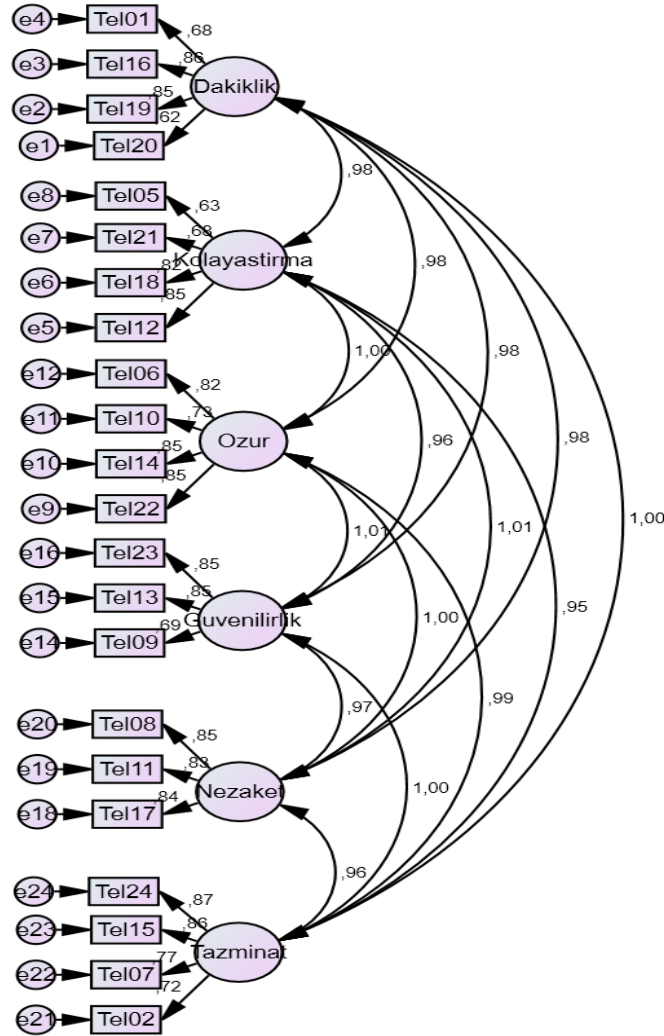 e4 Tel01 ,68
e3 Tel16 ,86
Dakiklik
e2 Tel19 ,85
e1 Tel20 ,62
,98
e8 Tel05 ,63
e7 Tel21 ,68
Kolayastirma ,98
e6 Tel18 ,82
e5 Tel12 ,85
1,00 ,98
e12 Tel06 ,82
e11 Tel10 ,73
Ozur ,96 ,98
e10 Tel14 ,85
e9 Tel22 ,85
1,01 1,01 1,00
e16 Tel23 ,85
e15 Tel13 ,85
Guvenilirlik 1,00 ,95
e14 Tel09 ,69
,97 ,99
e20 Tel08 ,85
e19 Tel11 ,83
Nezaket 1,00
e18 Tel17 ,84
,96
e24 Tel24 ,87
e23 Tel15 ,86
Tazminat
e22 Tel07 ,77
e21 Tel02 ,72